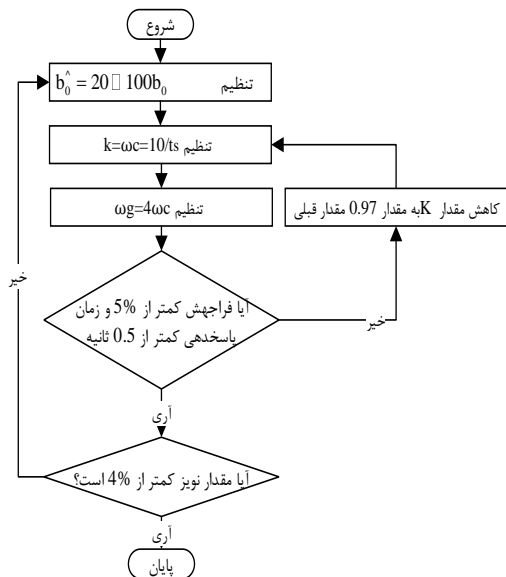 شروع
تنظیم b̂₀ = 20 □ 100b₀
تنظیم k=ωc=10/ts
تنظیم ωg=4ωc
کاهش مقدار K به مقدار 0.97 مقدار قبلی
خیر
آیا فراجهش کمتر از 5% و زمان
پاسخدهی کمتر از 0.5 ثانیه
خیر
آری
آیا مقدار نویز کمتر از 4% است؟
آری
پایان